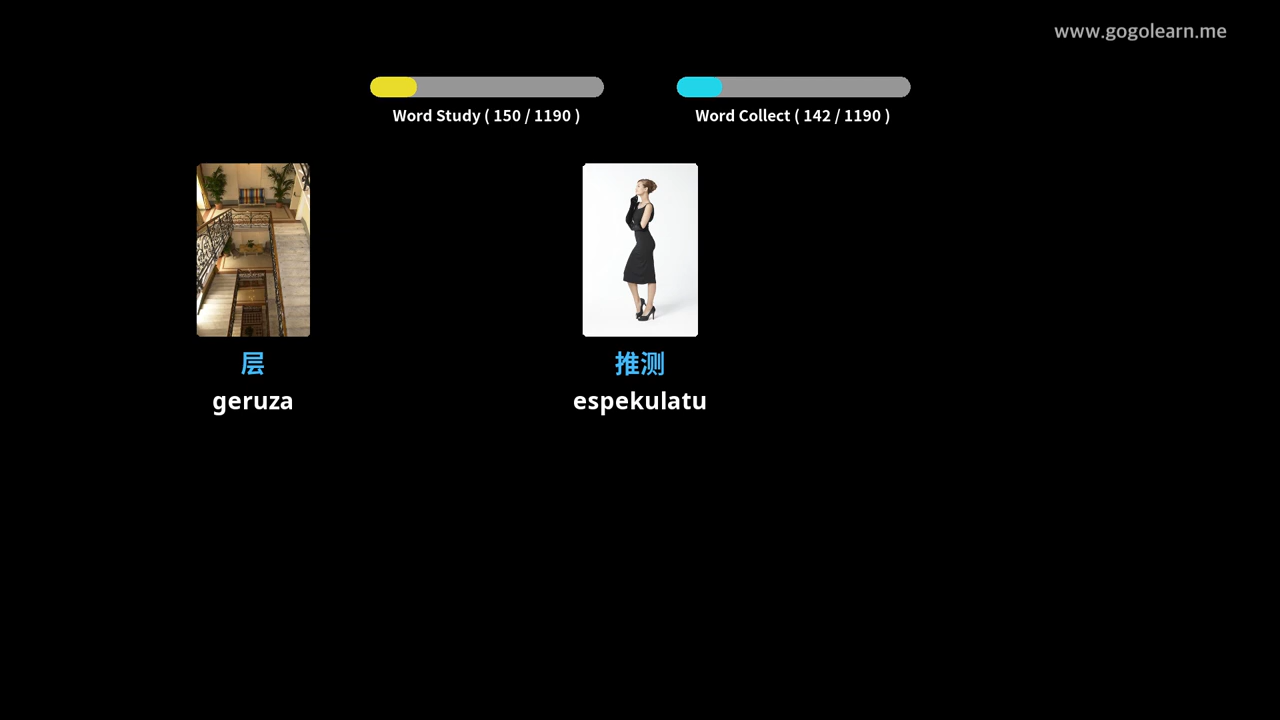 www.gogolearn.me
Word Study ( 150 / 1190 )
Word Collect ( 142 / 1190 )
层
geruza
推测
espekulatu